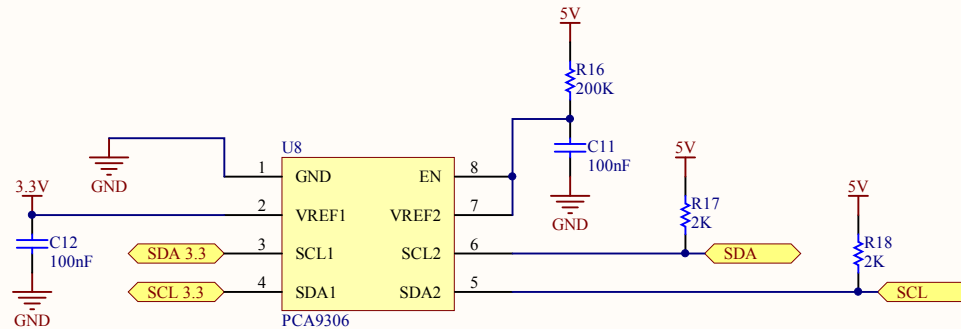 5V
R16
200K
C11
100nF
GND
U8
1
GND
EN
8
2
VREF1
VREF2
7
3
SCL1
SCL2
6
4
SDA1
SDA2
5
PCA9306
GND
3.3V
C12
100nF
GND
SDA 3.3
SCL 3.3
5V
R17
2K
SDA
5V
R18
2K
SCL